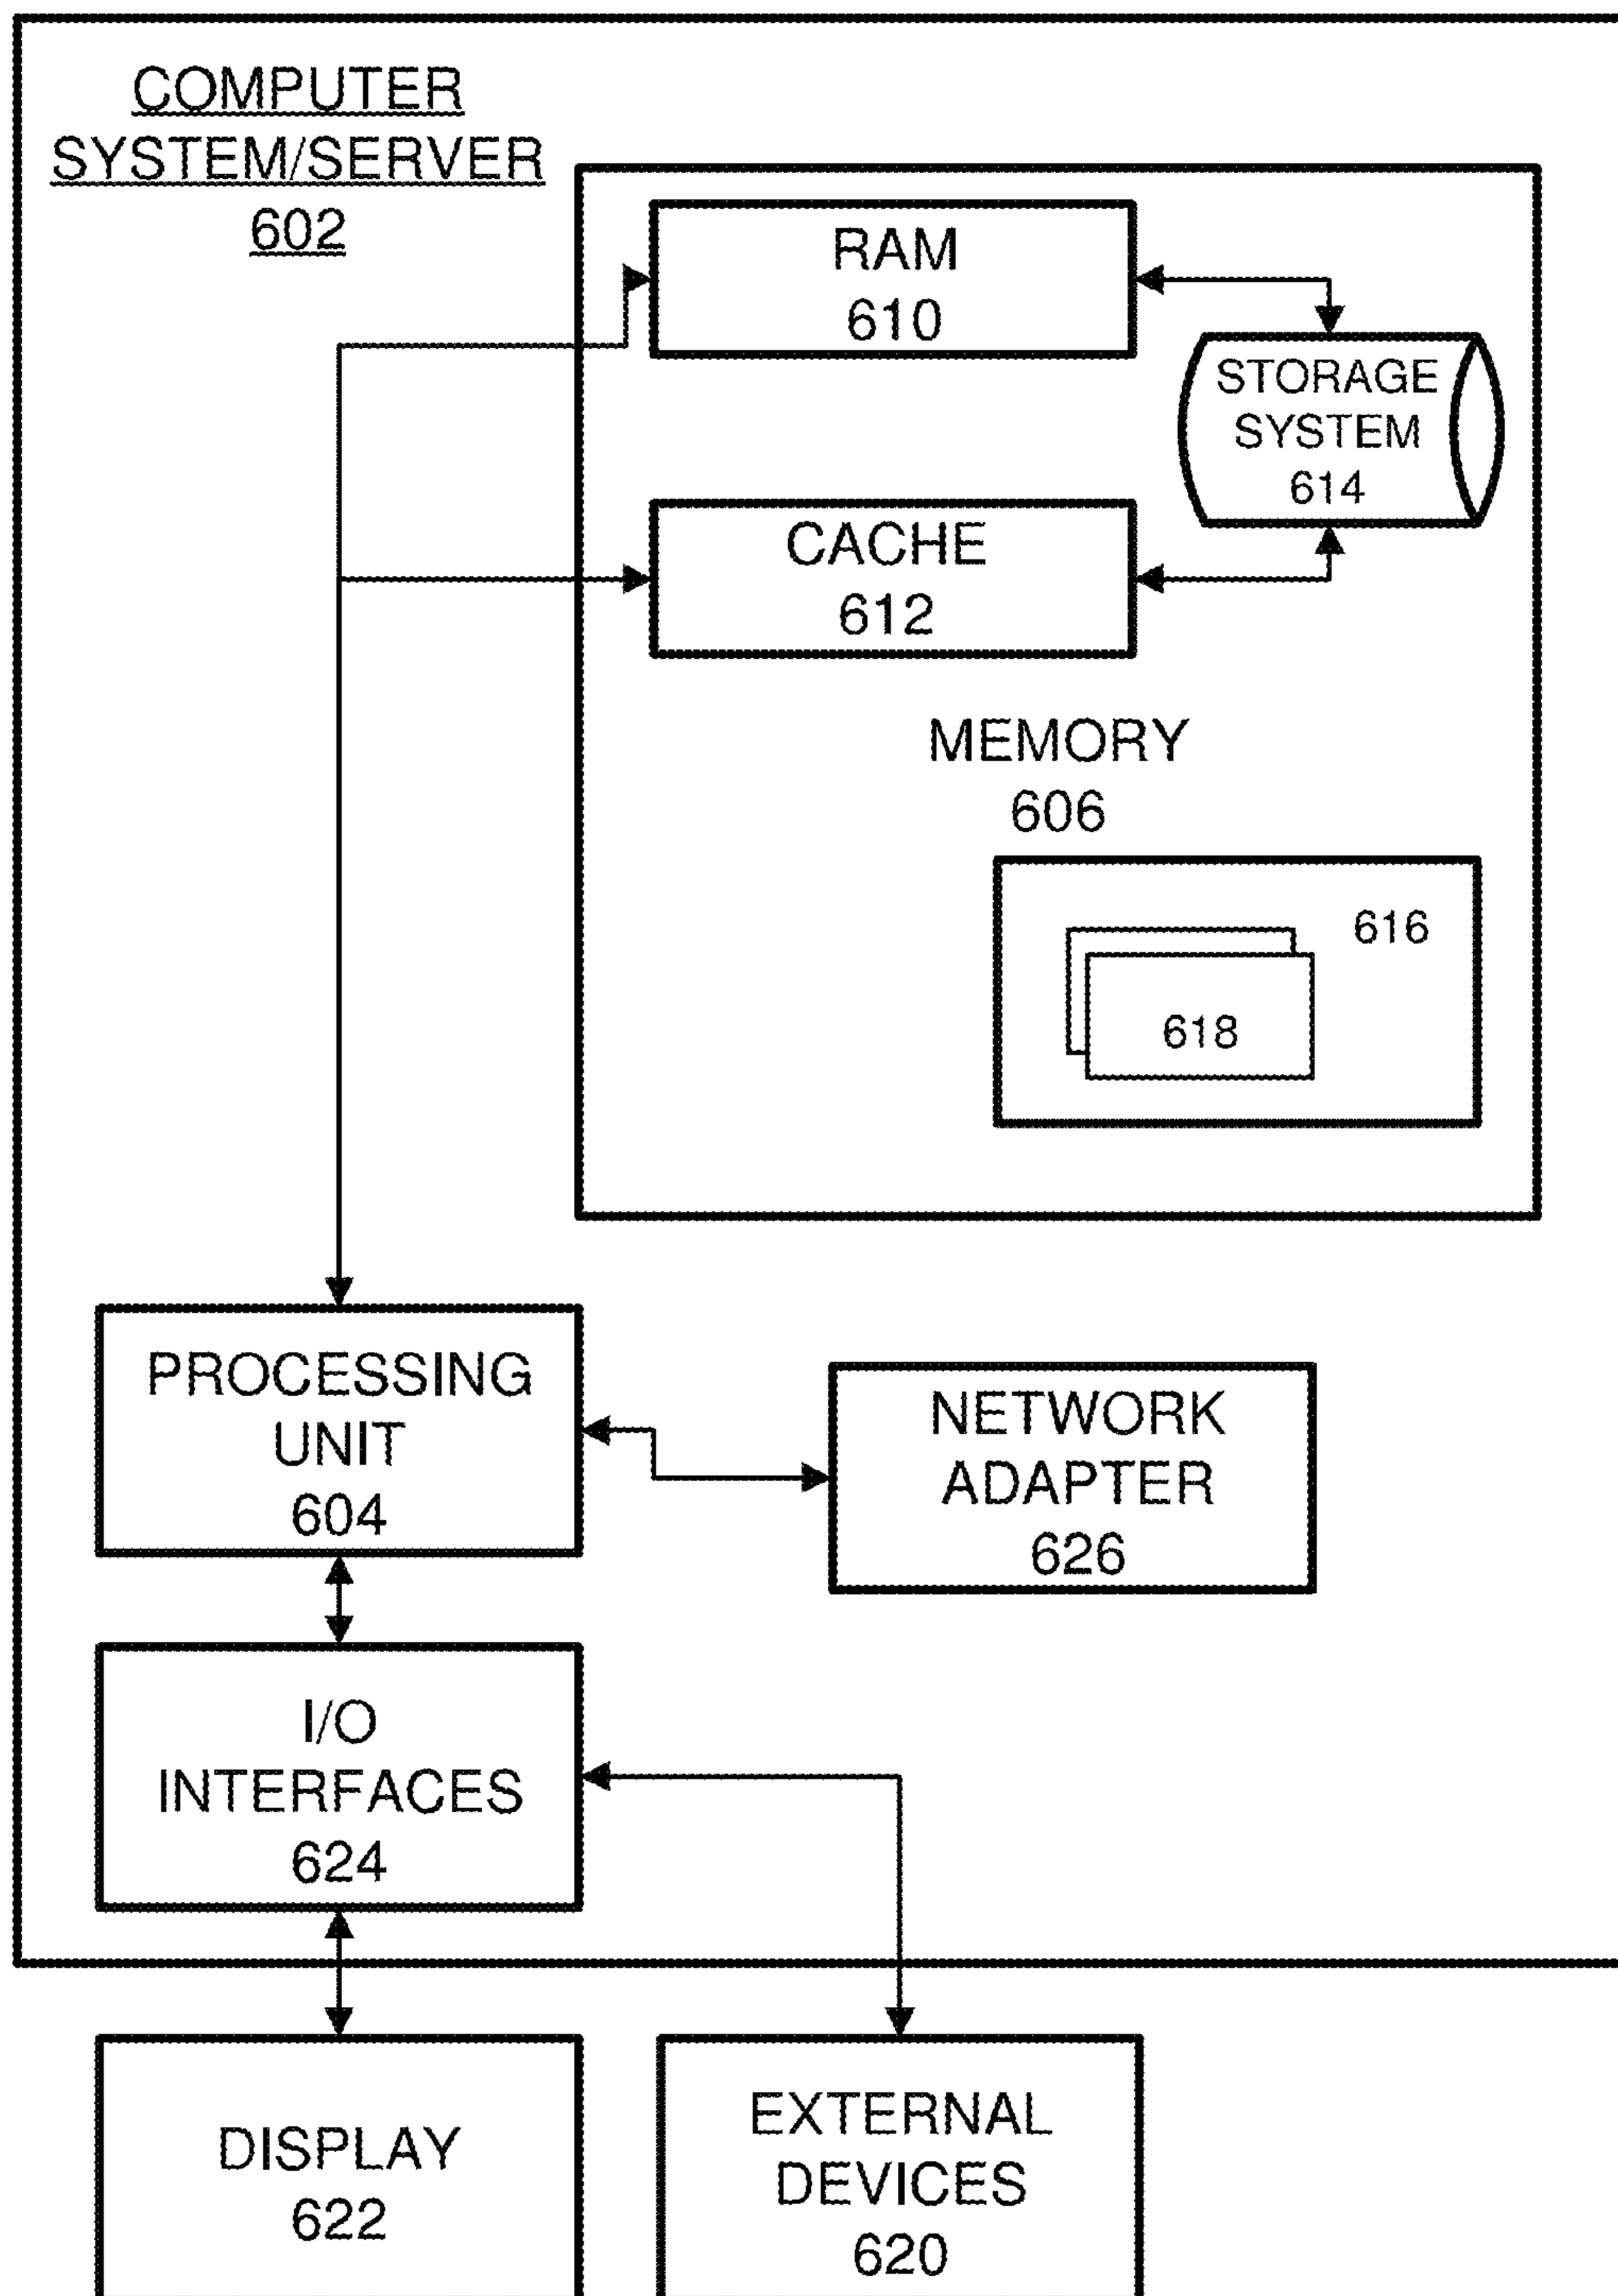 COMPUTER
SYSTEM/SERVER
602
RAM
610
STORAGE
SYSTEM
614
CACHE
612
MEMORY
606
616
618
PROCESSING
UNIT
604
NETWORK
ADAPTER
626
I/O
INTERFACES
624
DISPLAY
622
EXTERNAL
DEVICES
620